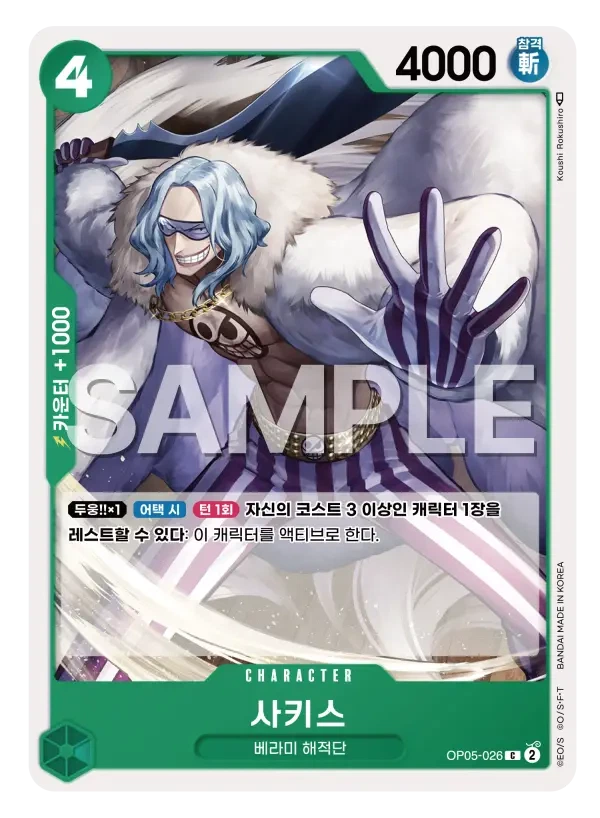 4
4000
참격
斬
Koushi Rokushiro
카운터 +1000
SAMPLE
두웅!!×1 어택 시 턴 1회 자신의 코스트 3 이상인 캐릭터 1장을
레스트할 수 있다: 이 캐릭터를 액티브로 한다.
CHARACTER
사키스
베라미 해적단
OP05-026 C 2
©EO/S ©O/S·F·T BANDAI MADE IN KOREA